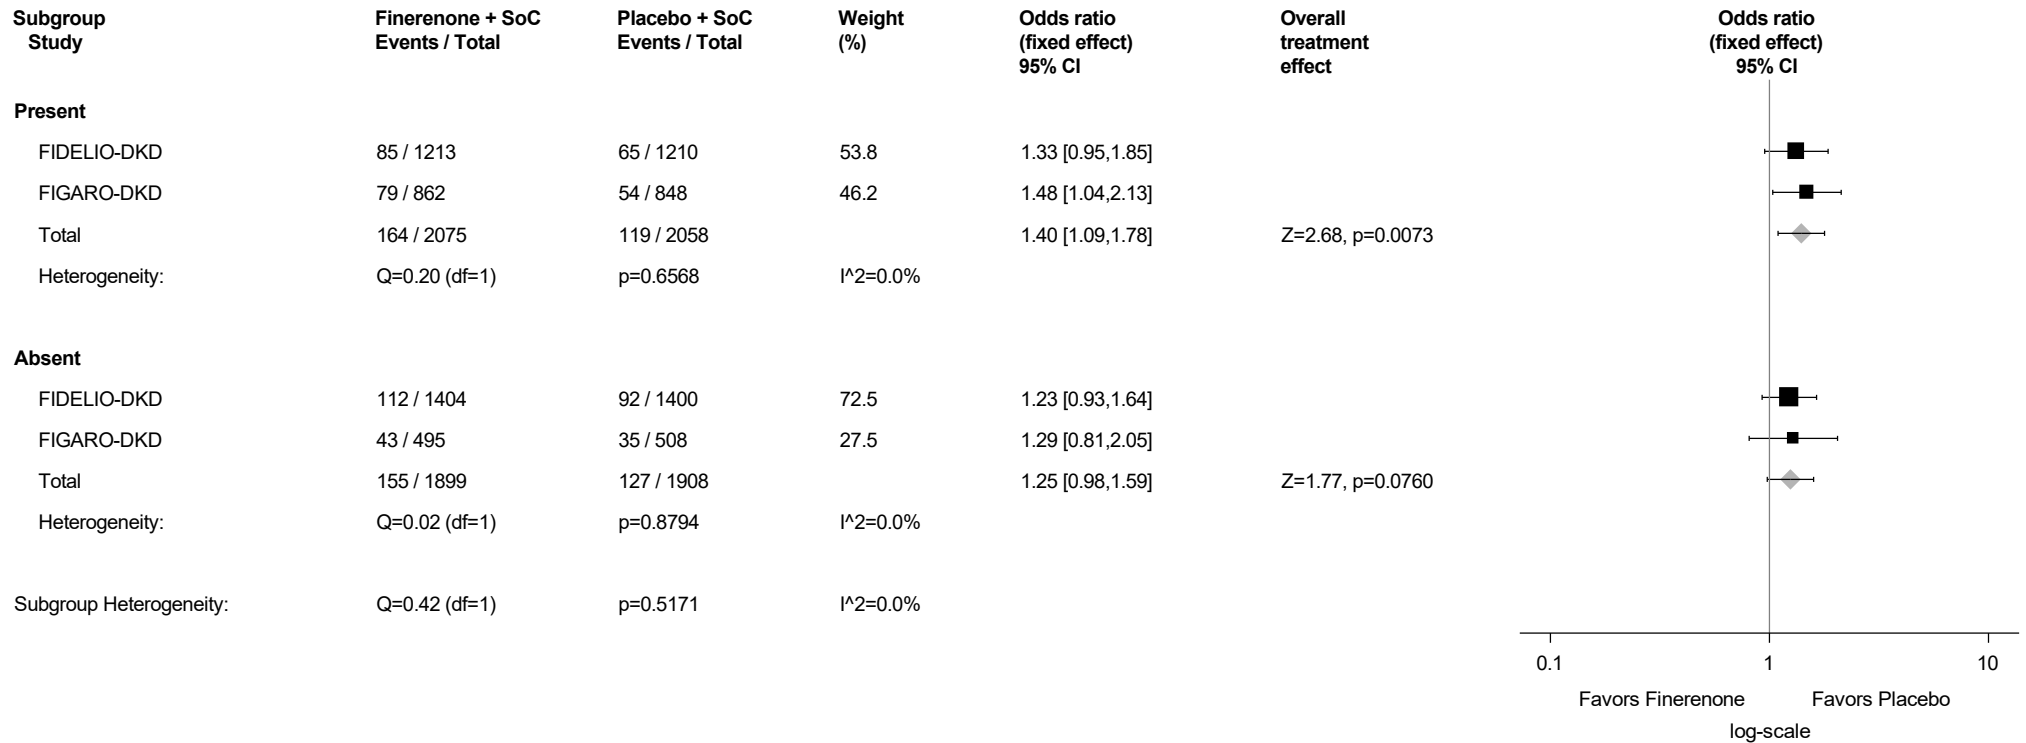 Subgroup Finerenone + SoC Placebo + SoC Weight Odds ratio Overall Odds ratio
Study Events / Total Events / Total (%) (fixed effect) treatment (fixed effect)
95% CI effect 95% CI
Present
FIDELIO-DKD 85 / 1213 65 / 1210 53.8 1.33 [0.95,1.85]
FIGARO-DKD 79 / 862 54 / 848 46.2 1.48 [1.04,2.13]
Total 164 / 2075 119 / 2058 1.40 [1.09,1.78] Z=2.68, p=0.0073
Heterogeneity: Q=0.20 (df=1) p=0.6568 I^2=0.0%
Absent
FIDELIO-DKD 112 / 1404 92 / 1400 72.5 1.23 [0.93,1.64]
FIGARO-DKD 43 / 495 35 / 508 27.5 1.29 [0.81,2.05]
Total 155 / 1899 127 / 1908 1.25 [0.98,1.59] Z=1.77, p=0.0760
Heterogeneity: Q=0.02 (df=1) p=0.8794 I^2=0.0%
Subgroup Heterogeneity: Q=0.42 (df=1) p=0.5171 I^2=0.0%
0.1 1 10
Favors Finerenone Favors Placebo
log-scale